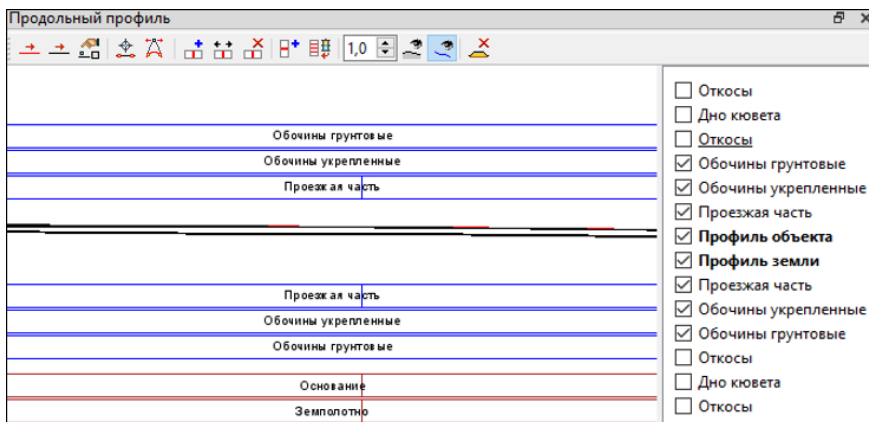 Продольный профиль
1,0
Обочины грунтовые
Обочины укрепленные
Проезжая часть
Проезжая часть
Обочины укрепленные
Обочины грунтовые
Основание
Земполотно
Откосы
Дно кювета
Откосы
Обочины грунтовые
Обочины укрепленные
Проезжая часть
Профиль объекта
Профиль земли
Проезжая часть
Обочины укрепленные
Обочины грунтовые
Откосы
Дно кювета
Откосы